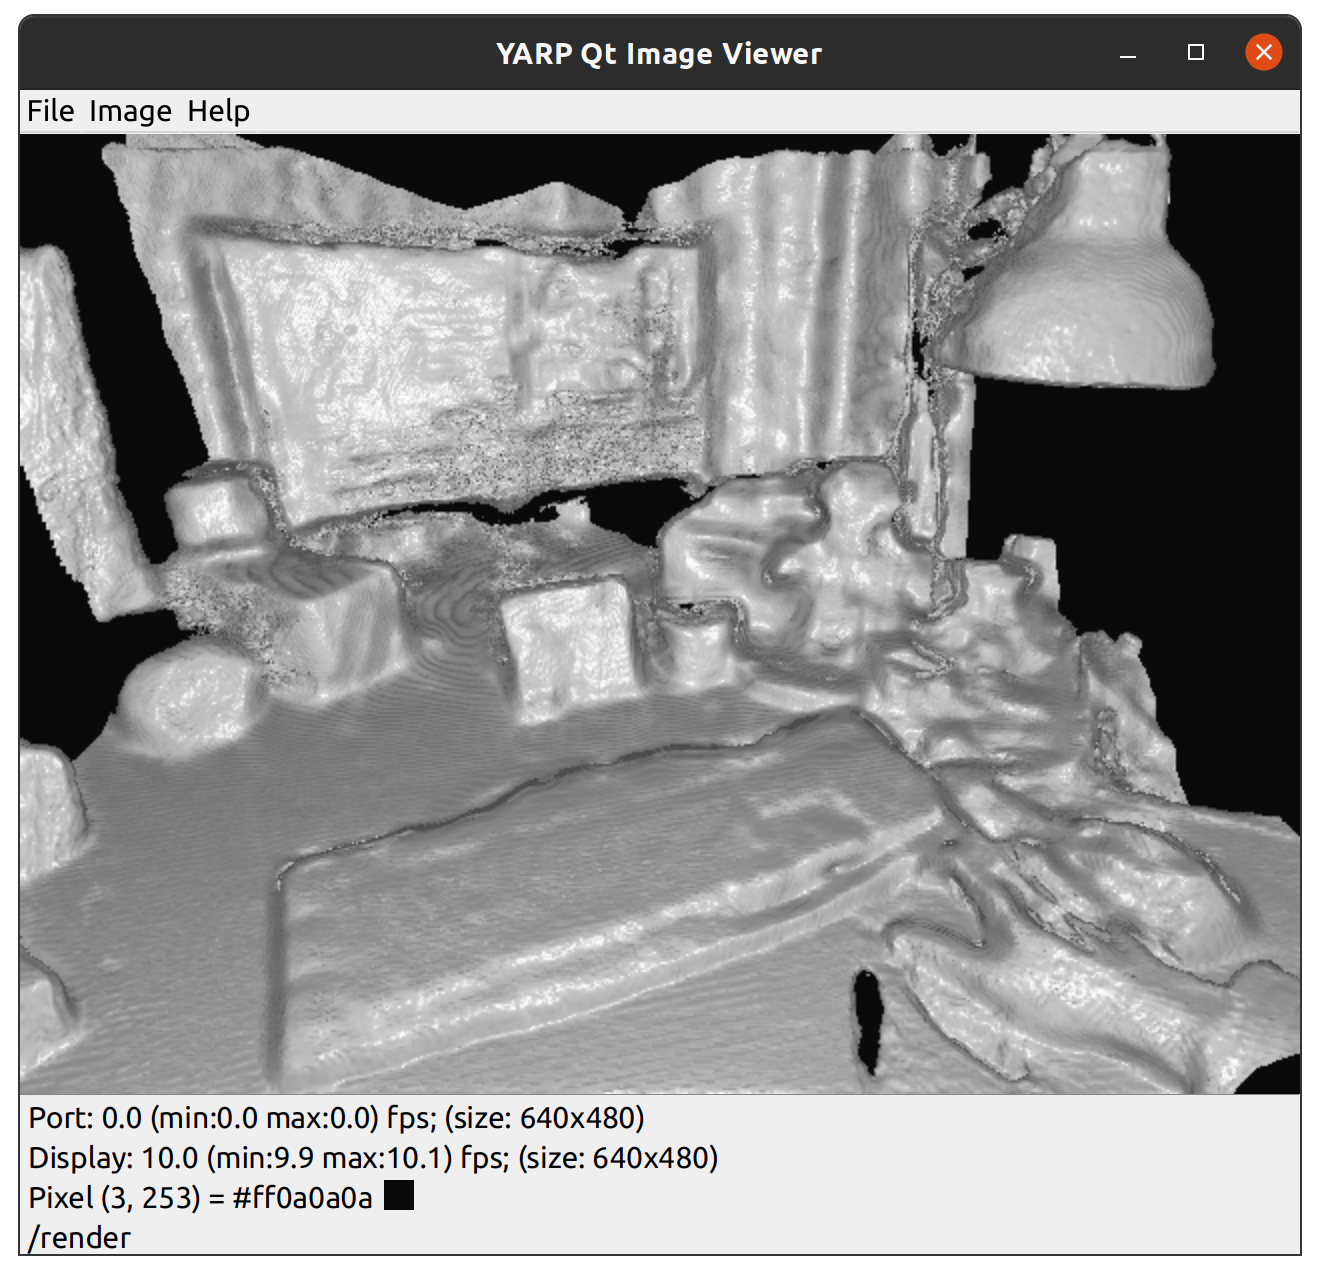 YARP Qt Image Viewer
File Image Help
Port: 0.0 (min:0.0 max:0.0) fps; (size: 640x480)
Display: 10.0 (min:9.9 max:10.1) fps; (size: 640x480)
Pixel (3, 253) = #ff0a0a0a
/render